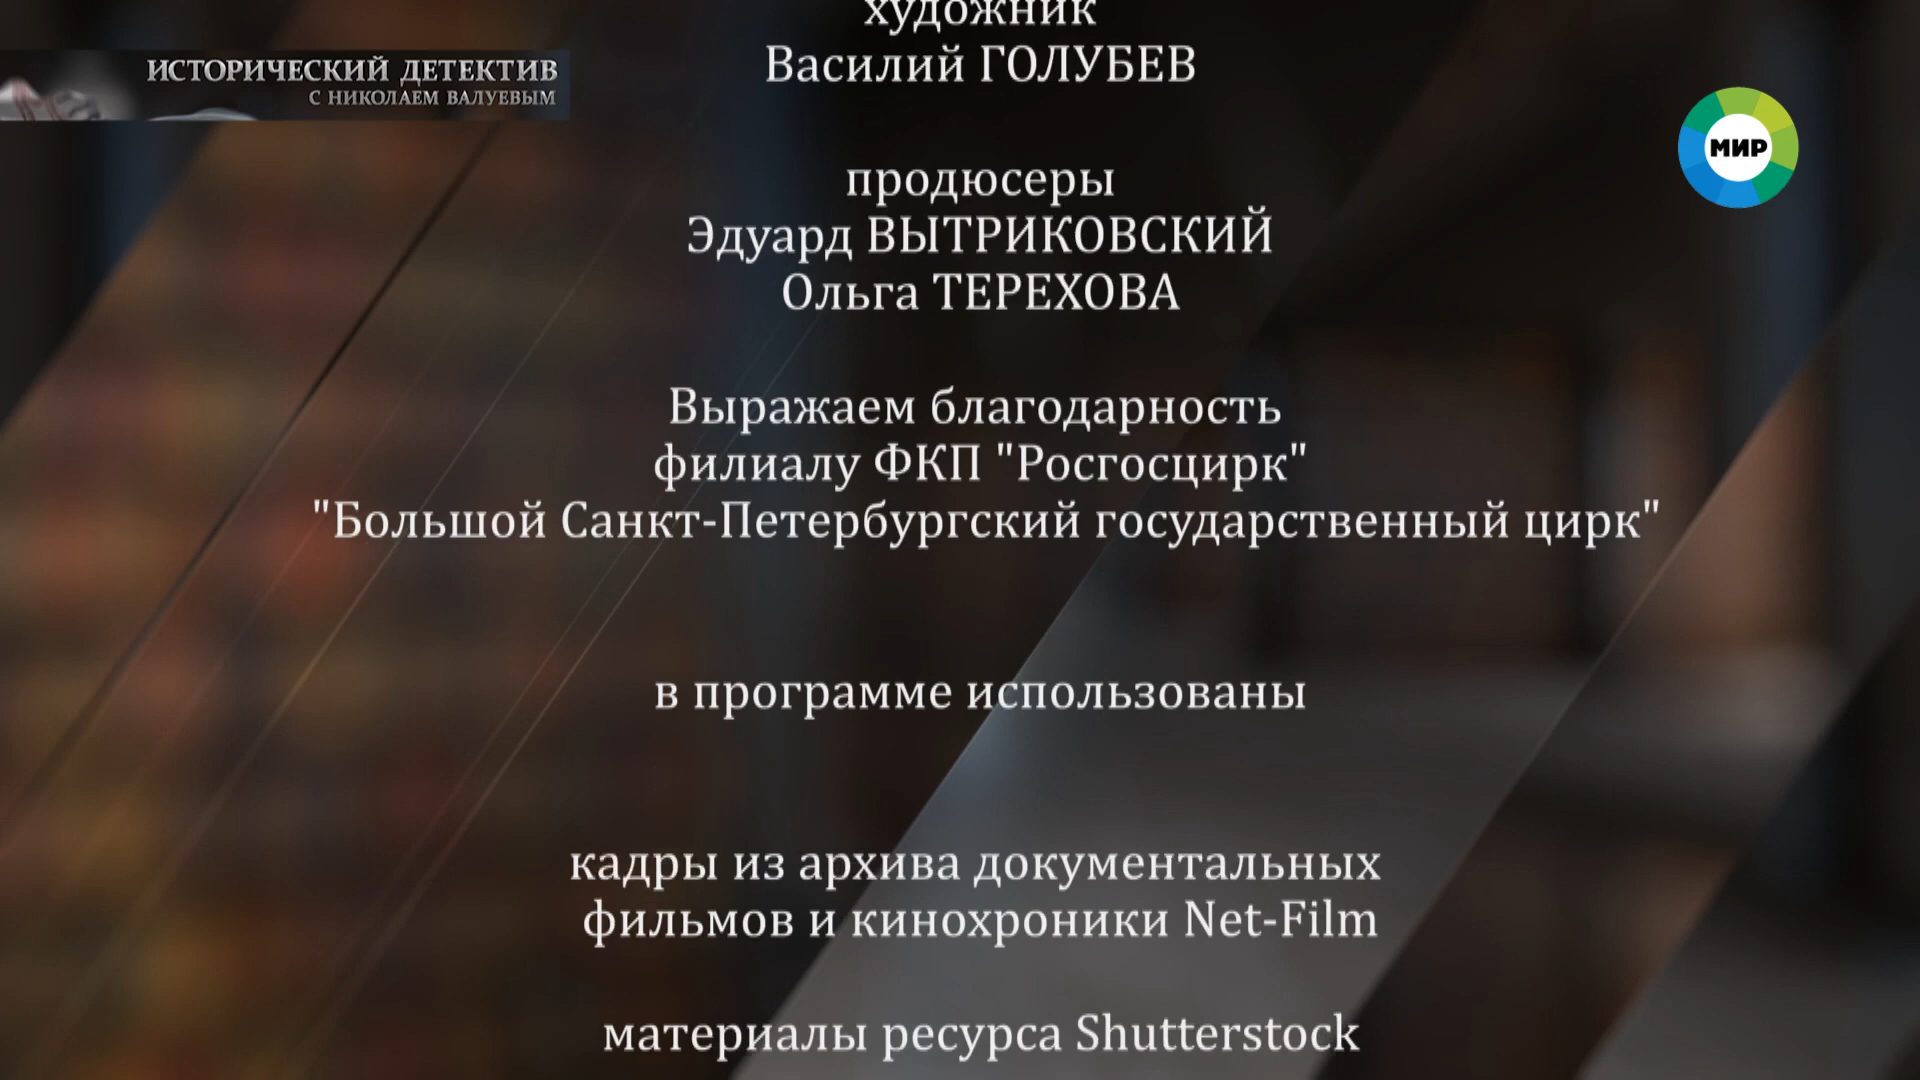 художник
Василий ГОЛУБЕВ
ИСТОРИЧЕСКИЙ ДЕТЕКТИВ
С НИКОЛАЕМ ВАЛУЕВЫМ
МИР
продюсеры
Эдуард ВЫТРИКОВСКИЙ
Ольга ТЕРЕХОВА
Выражаем благодарность
филиалу ФКП "Росгосцирк"
"Большой Санкт-Петербургский государственный цирк"
в программе использованы
кадры из архива документальных
фильмов и кинохроники Net-Film
материалы ресурса Shutterstock